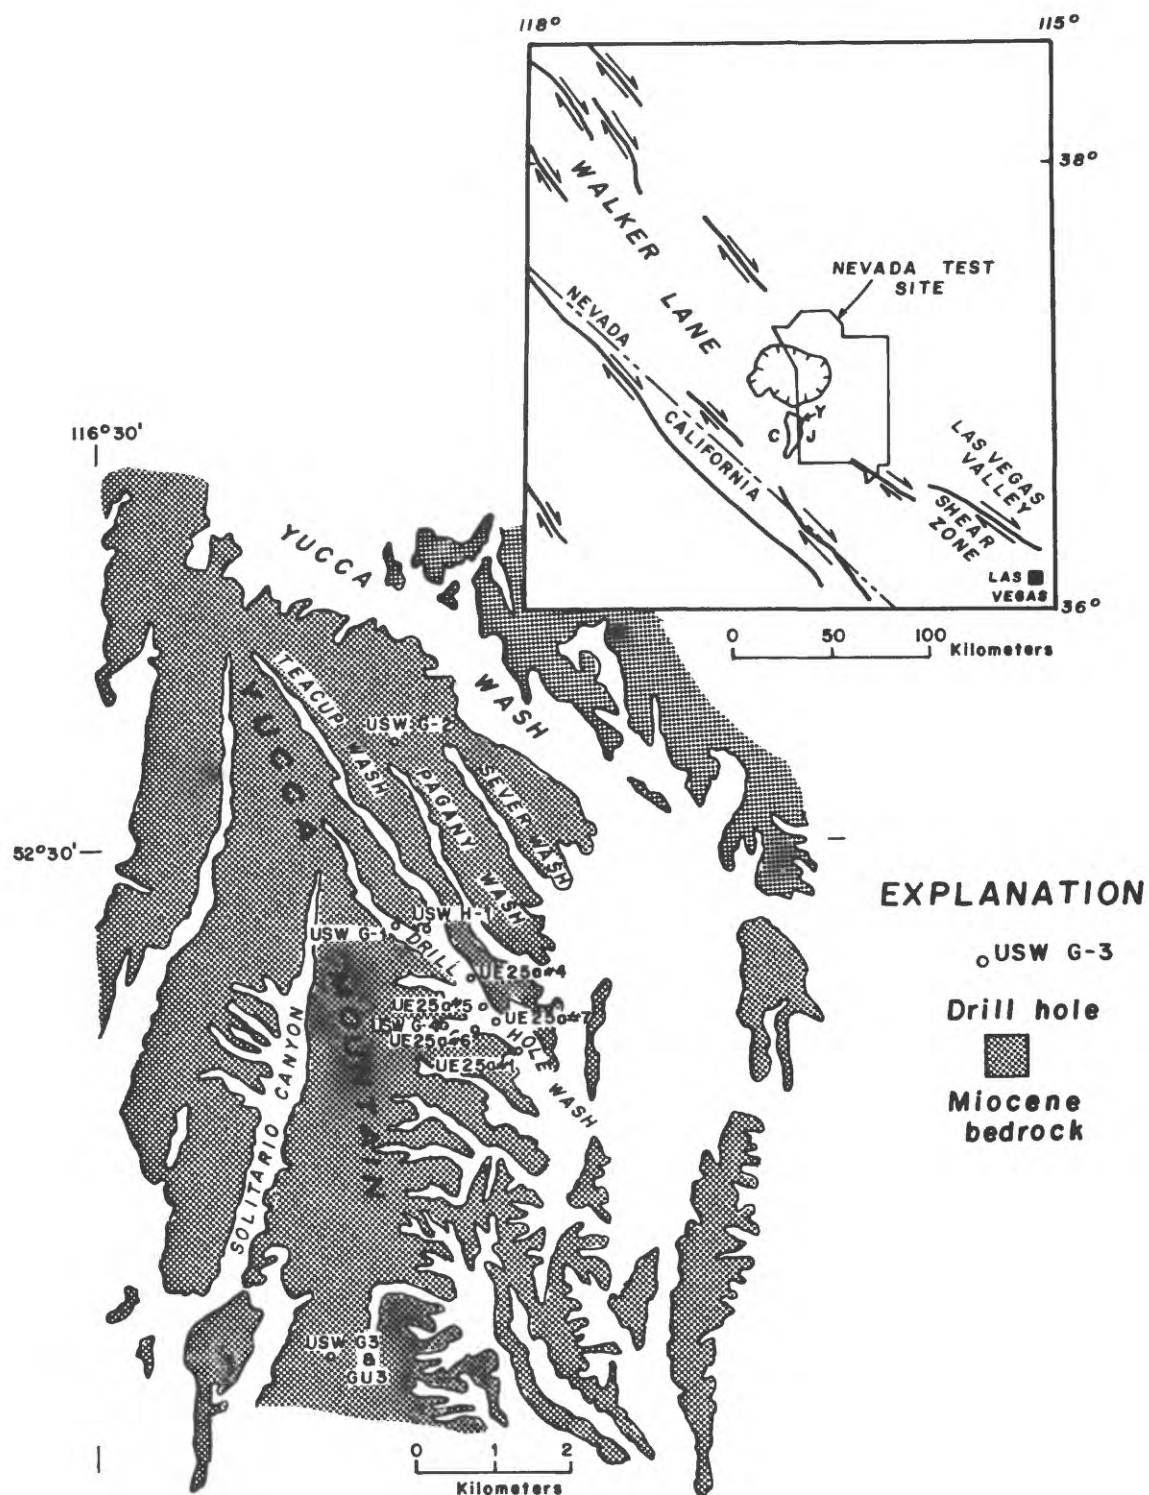 118°
115°
38°
WALKER LANE
NEVADA TEST
SITE
NEVADA
CALIFORNIA
Y
C
J
LAS VEGAS
VALLEY
SHEAR
ZONE
LAS
VEGAS
36°
0 50 100
Kilometers
116°30'
YUCCA
WASH
TEACUP
WASH
USW G-2
YUCCA
PAGANY
WASH
SEVER WASH
52°30'
USW H-1
USW G-1
DRILL
UE25a#4
UE25a#5
UE25a#7
USW G-4
UE25a#6
HOLE
UE25a#1
WASH
MOUNTAIN
SOLITARIO CANYON
USW G3
&
GU3
0 1 2
Kilometers
EXPLANATION
USW G-3
Drill hole
Miocene
bedrock